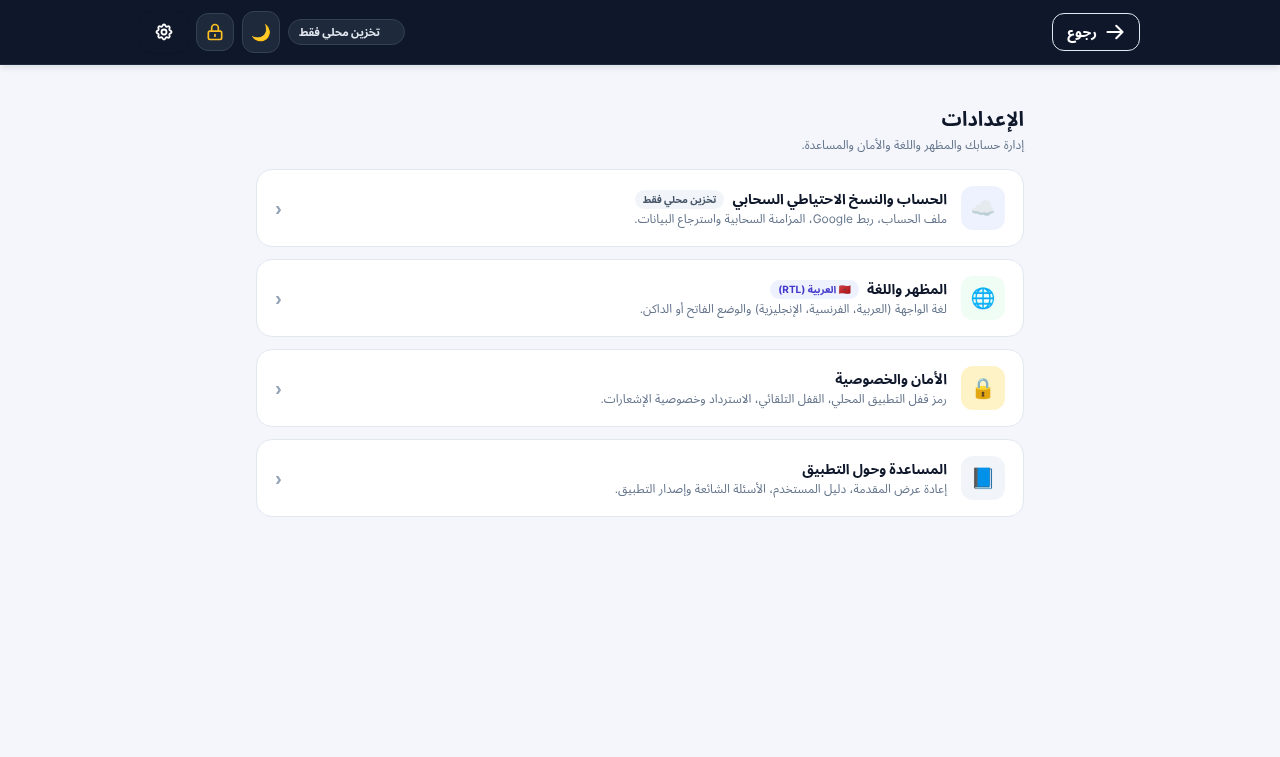 رجوع
تخزين محلي فقط
الإعدادات
إدارة حسابك والمظهر واللغة والأمان والمساعدة.
الحساب والنسخ الاحتياطي السحابي تخزين محلي فقط
ملف الحساب، ربط Google، المزامنة السحابية واسترجاع البيانات.
المظهر واللغة 🇲🇦 العربية (RTL)
لغة الواجهة (العربية، الفرنسية، الإنجليزية) والوضع الفاتح أو الداكن.
الأمان والخصوصية
رمز قفل التطبيق المحلي، القفل التلقائي، الاسترداد وخصوصية الإشعارات.
المساعدة وحول التطبيق
إعادة عرض المقدمة، دليل المستخدم، الأسئلة الشائعة وإصدار التطبيق.